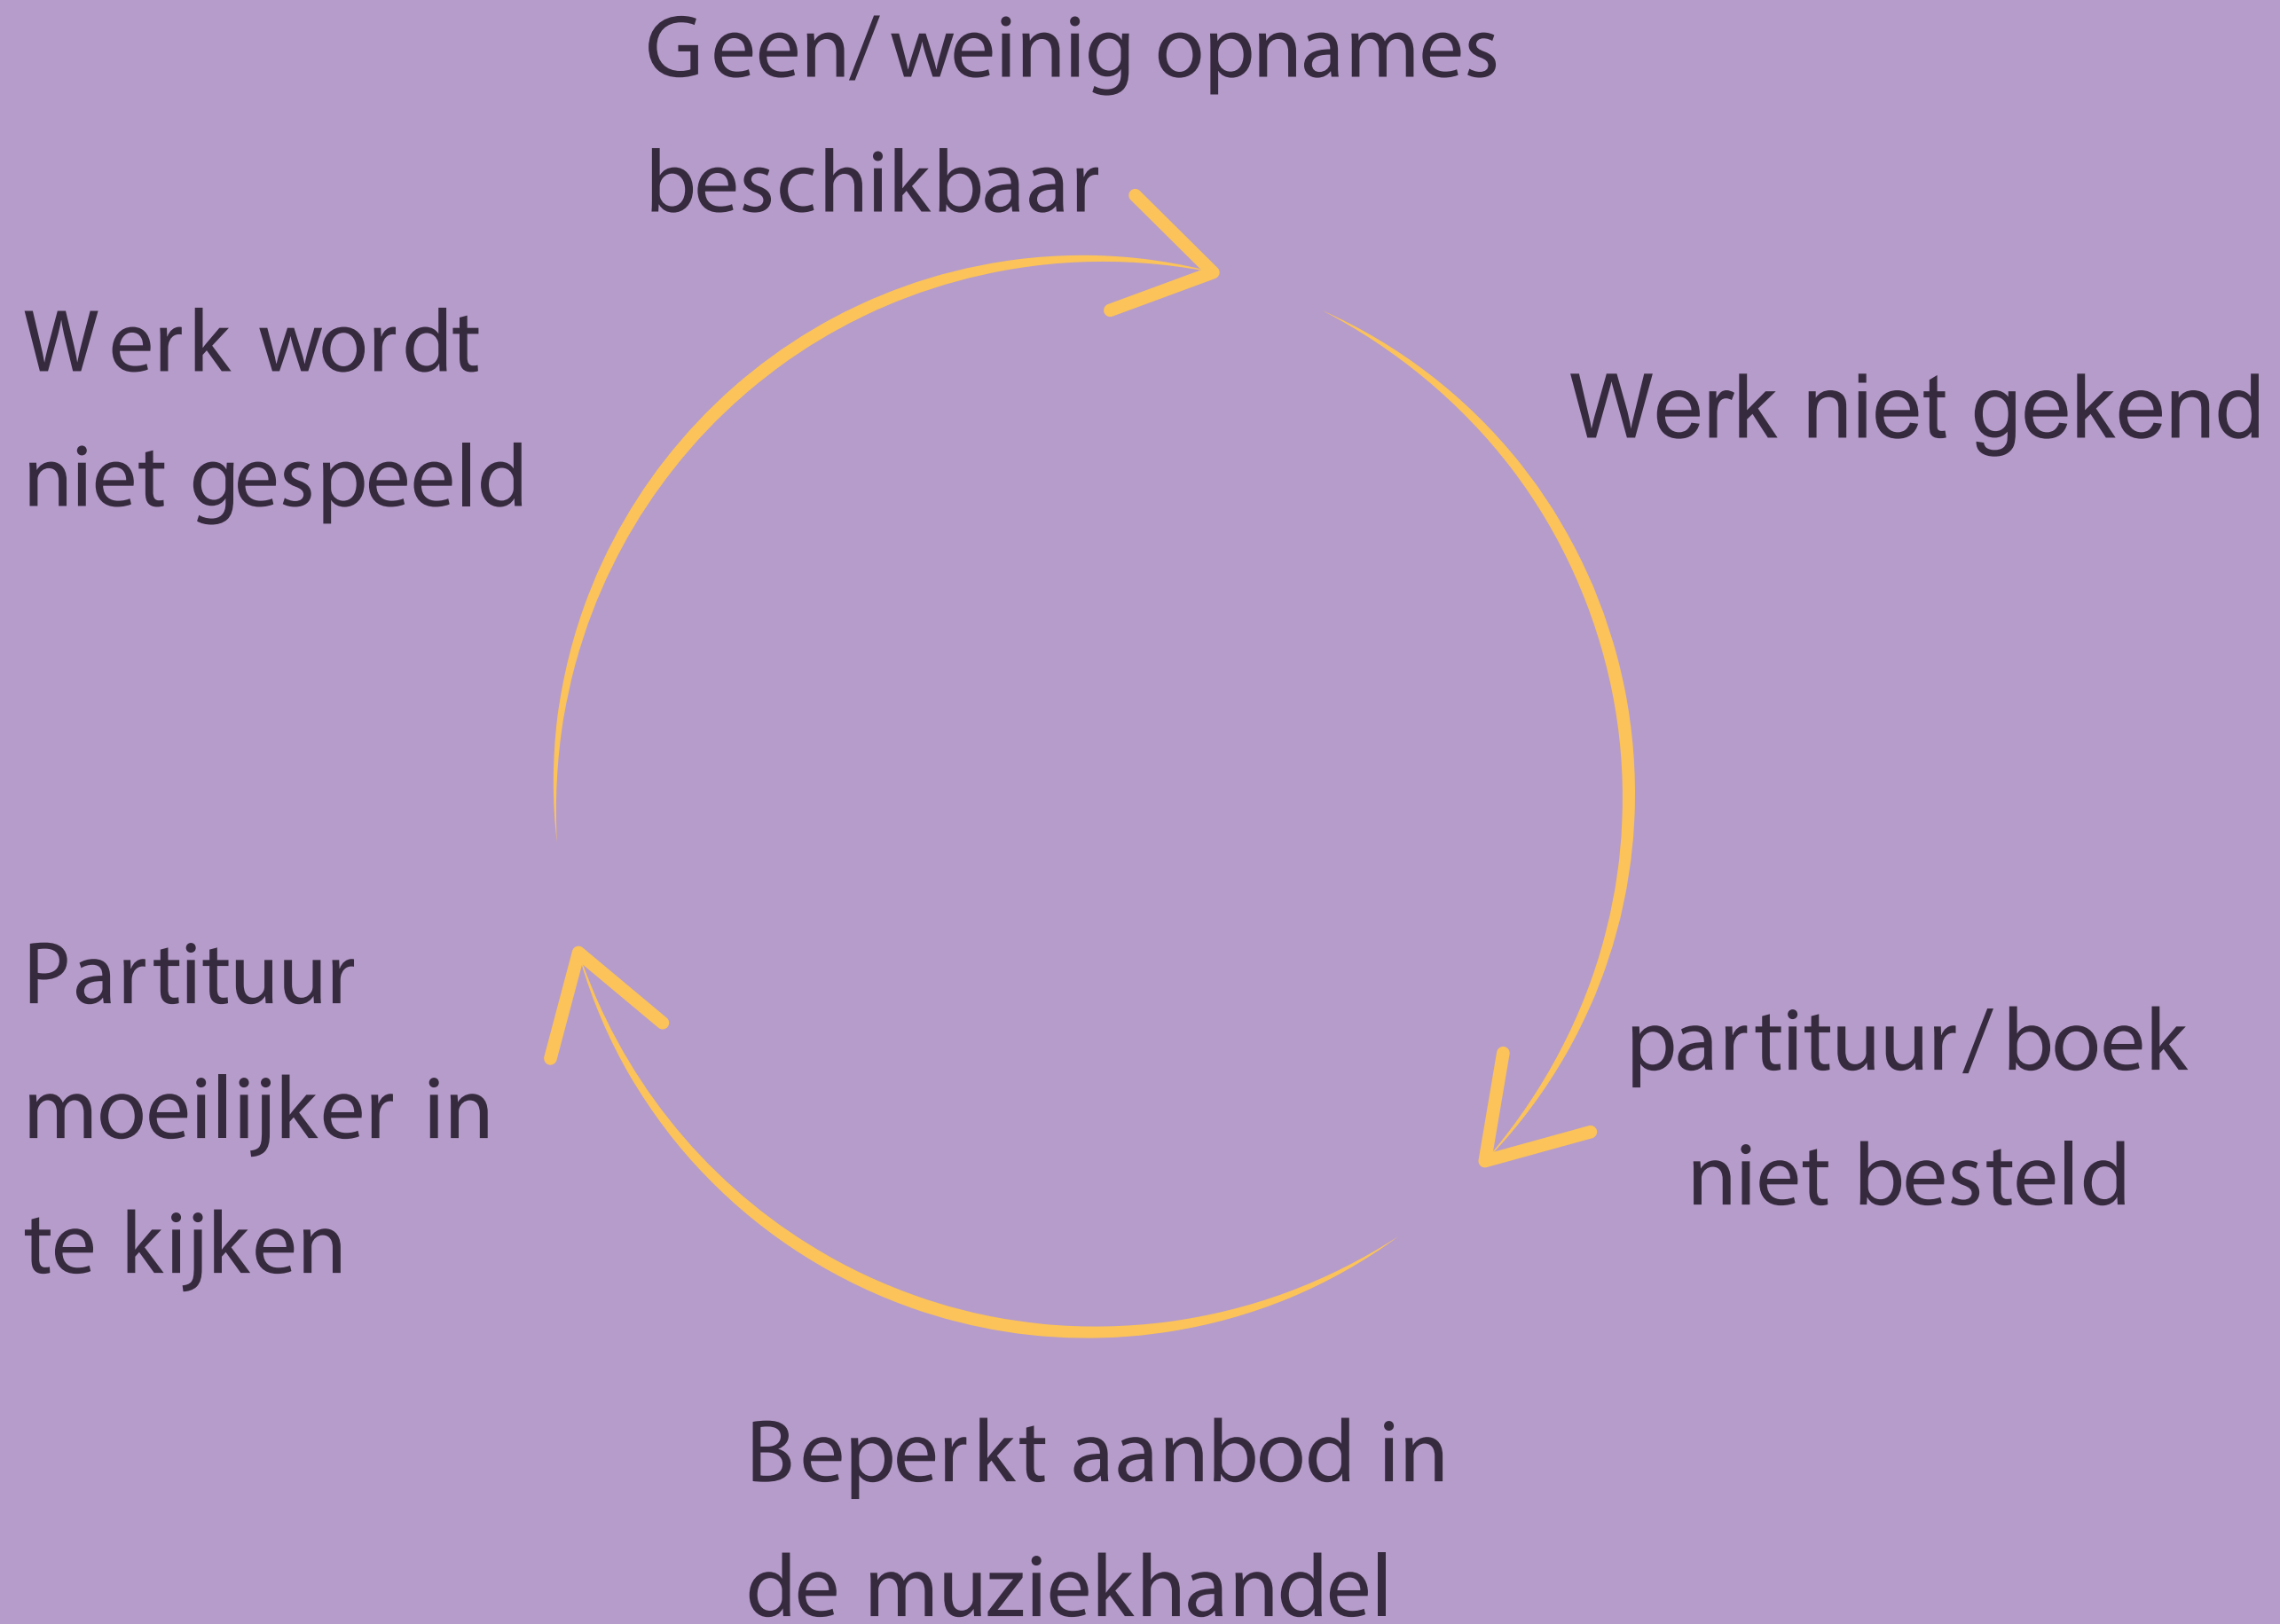 Geen/weinig opnames
beschikbaar
Werk wordt
niet gespeeld
Werk niet gekend
Partituur
moeilijker in
te kijken
partituur/boek
niet besteld
Beperkt aanbod in
de muziekhandel